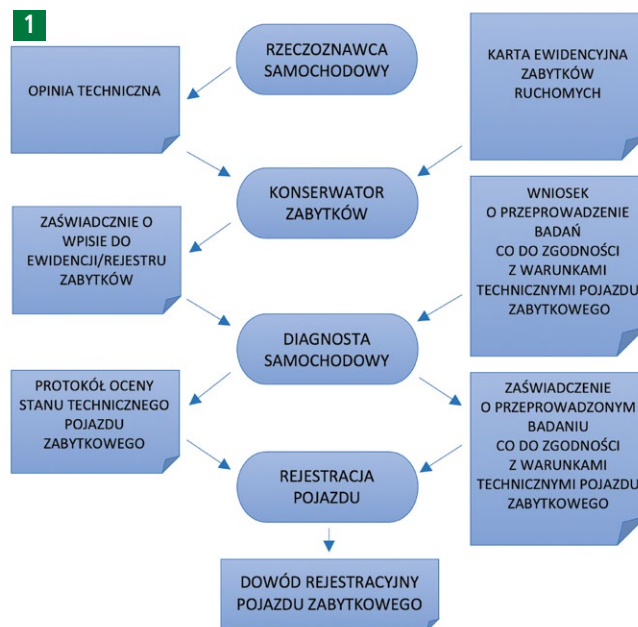 1
RZECZOZNAWCA
SAMOCHODOWY
OPINIA TECHNICZNA
KARTA EWIDENCYJNA
ZABYTKÓW
RUCHOMYCH
KONSERWATOR
ZABYTKÓW
ZAŚWIADCZNIE O
WPISIE DO
EWIDENCJI/REJESTRU
ZABYTKÓW
WNIOSEK
O PRZEPROWADZENIE
BADAŃ
CO DO ZGODNOŚCI
Z WARUNKAMI
TECHNICZNYMI POJAZDU
ZABYTKOWEGO
DIAGNOSTA
SAMOCHODOWY
PROTOKÓŁ OCENY
STANU TECHNICZNEGO
POJAZDU
ZABYTKOWEGO
ZAŚWIADCZENIE
O PRZEPROWADZONYM
BADANIU
CO DO ZGODNOŚCI
Z WARUNKAMI
TECHNICZNYMI POJAZDU
ZABYTKOWEGO
REJESTRACJA
POJAZDU
DOWÓD REJESTRACYJNY
POJAZDU ZABYTKOWEGO